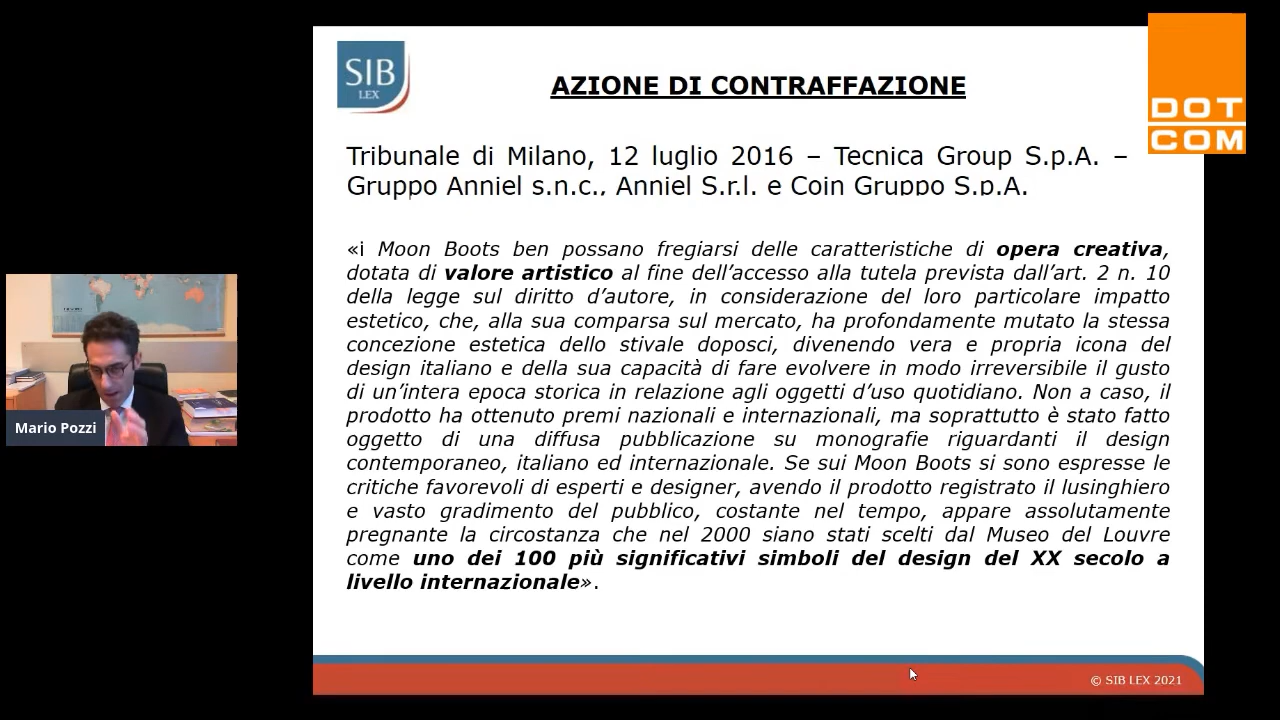 SIB
LEX
AZIONE DI CONTRAFFAZIONE
DOT
COM
Tribunale di Milano, 12 luglio 2016 – Tecnica Group S.p.A. –
Gruppo Anniel s.n.c., Anniel S.r.l. e Coin Gruppo S.p.A.
«i Moon Boots ben possano fregiarsi delle caratteristiche di opera creativa,
dotata di valore artistico al fine dell’accesso alla tutela prevista dall’art. 2 n. 10
della legge sul diritto d’autore, in considerazione del loro particolare impatto
estetico, che, alla sua comparsa sul mercato, ha profondamente mutato la stessa
concezione estetica dello stivale doposci, divenendo vera e propria icona del
design italiano e della sua capacità di fare evolvere in modo irreversibile il gusto
di un’intera epoca storica in relazione agli oggetti d’uso quotidiano. Non a caso, il
prodotto ha ottenuto premi nazionali e internazionali, ma soprattutto è stato fatto
oggetto di una diffusa pubblicazione su monografie riguardanti il design
contemporaneo, italiano ed internazionale. Se sui Moon Boots si sono espresse le
critiche favorevoli di esperti e designer, avendo il prodotto registrato il lusinghiero
e vasto gradimento del pubblico, costante nel tempo, appare assolutamente
pregnante la circostanza che nel 2000 siano stati scelti dal Museo del Louvre
come uno dei 100 più significativi simboli del design del XX secolo a
livello internazionale».
Mario Pozzi
© SIB LEX 2021